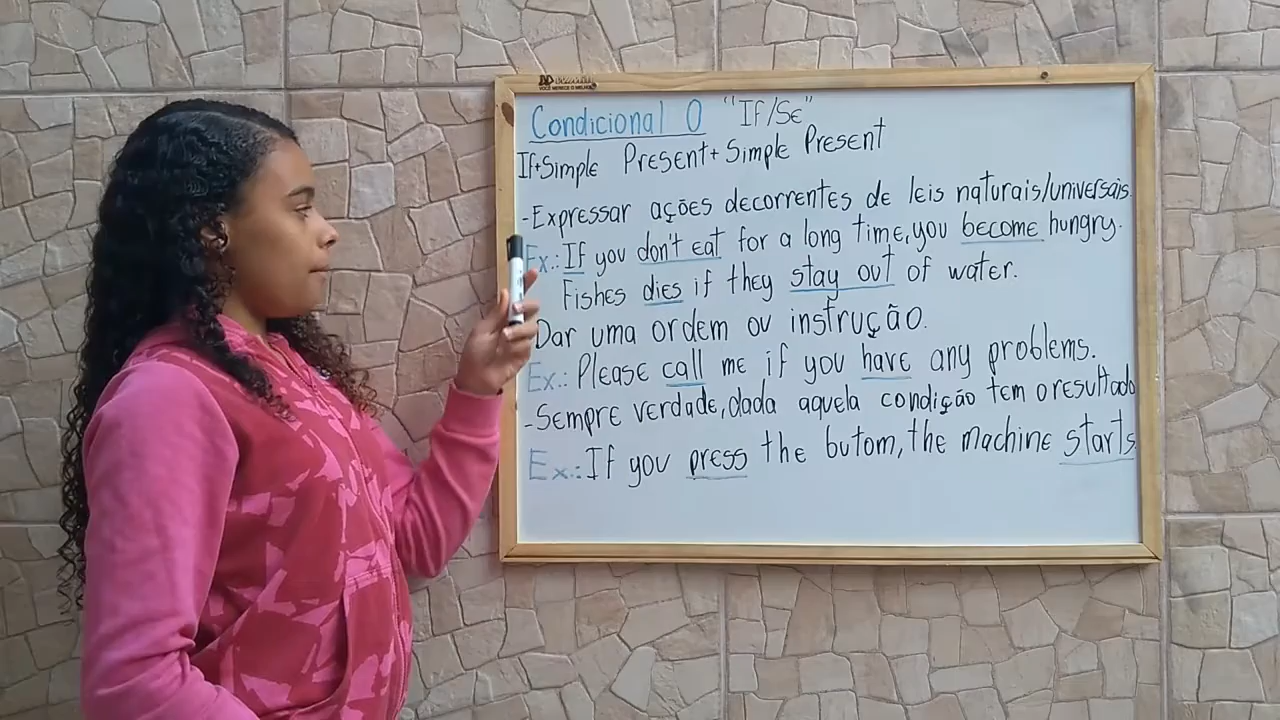 VOCÊ MERECE O MELHOR
Condicional 0 "If/Se"
If+Simple Present+Simple Present
-Expressar ações decorrentes de leis naturais/universais.
Ex.: If you don't eat for a long time, you become hungry.
Fishes dies if they stay out of water.
Dar uma ordem ou instrução.
Ex.: Please call me if you have any problems.
-Sempre verdade, dada aquela condição tem o resultado
Ex.: If you press the butom, the machine starts.